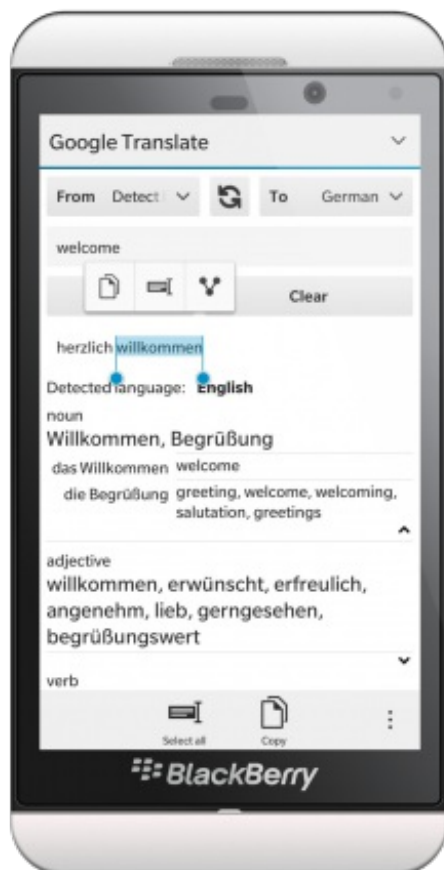 Google Translate
From Detect To German
welcome
Clear
herzlich willkommen
Detected language: English
noun
Willkommen, Begrüßung
das Willkommen welcome
die Begrüßung greeting, welcome, welcoming,
salutation, greetings
adjective
willkommen, erwünscht, erfreulich,
angenehm, lieb, gerngesehen,
begrüßungswert
verb
Select all Copy
BlackBerry